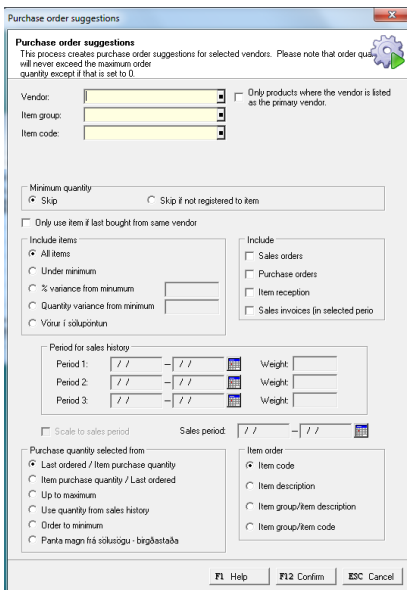 Purchase order suggestions
Purchase order suggestions
This process creates purchase order suggestions for selected vendors. Please note that order qua
will never exceed the maximum order
quantity except if that is set to 0.
Vendor:
Only products where the vendor is listed
as the primary vendor.
Item group:
Item code:
Minimum quantity
Skip Skip if not registered to item
Only use item if last bought from same vendor
Include items
All items
Under minimum
% variance from minumum
Quantity variance from minimum
Vörur í sölupöntun
Include
Sales orders
Purchase orders
Item reception
Sales invoices (in selected perio
Period for sales history
Period 1: / / – / / Weight:
Period 2: / / – / / Weight:
Period 3: / / – / / Weight:
Scale to sales period Sales period: / / – / /
Purchase quantity selected from
Last ordered / Item purchase quantity
Item purchase quantity / Last ordered
Up to maximum
Use quantity from sales history
Order to minimum
Panta magn frá sölusögu - birgðastaða
Item order
Item code
Item description
Item group/item description
Item group/item code
F1 Help F12 Confirm ESC Cancel